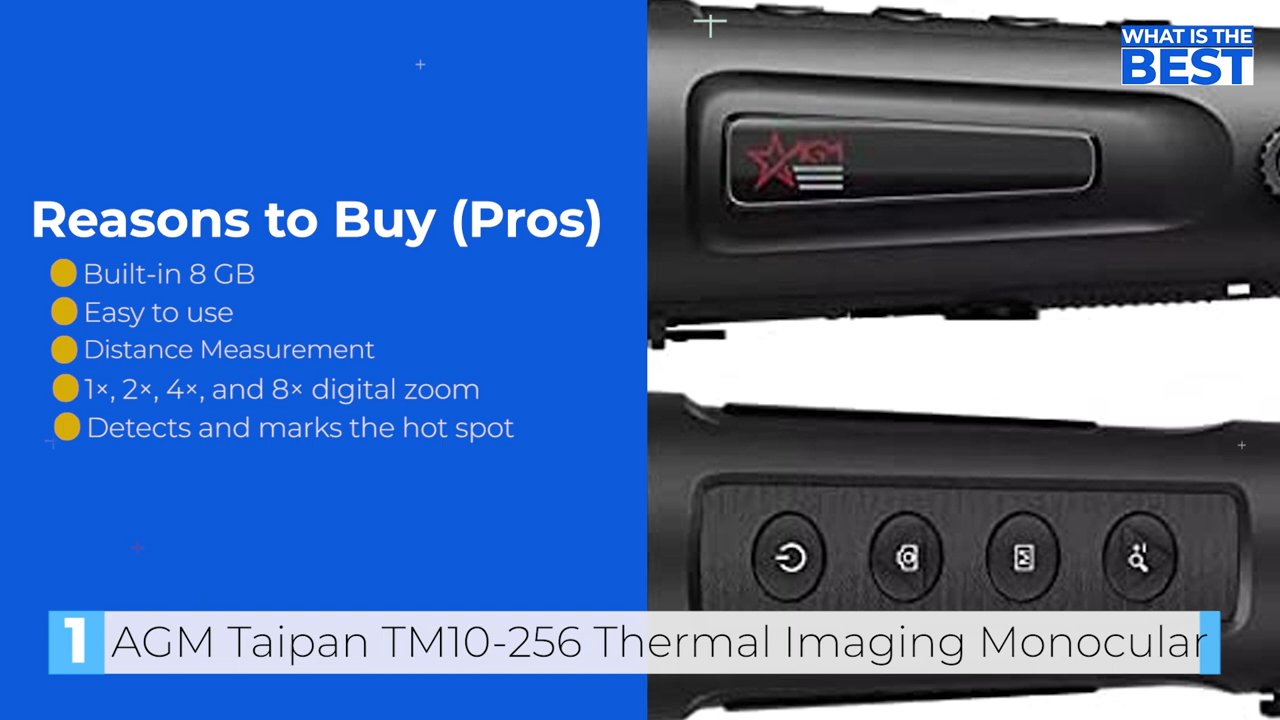 WHAT IS THE
BEST
AGM
Reasons to Buy (Pros)
Built-in 8 GB
Easy to use
Distance Measurement
1×, 2×, 4×, and 8× digital zoom
Detects and marks the hot spot
1 AGM Taipan TM10-256 Thermal Imaging Monocular